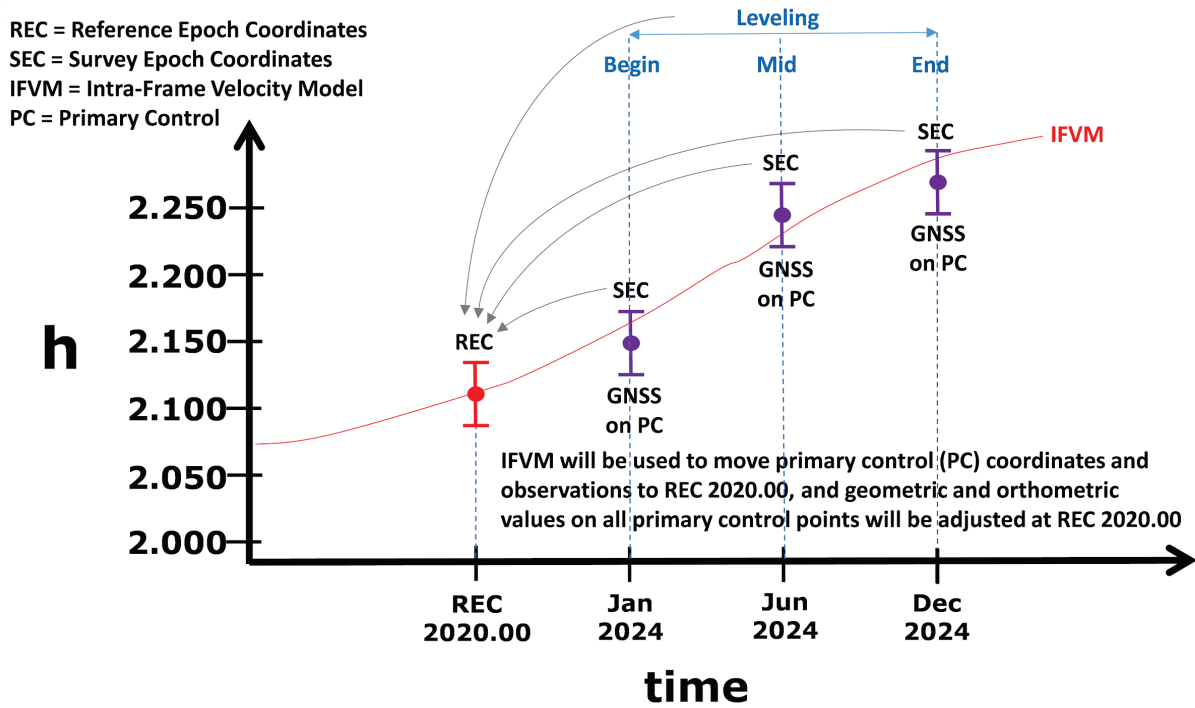 REC = Reference Epoch Coordinates
SEC = Survey Epoch Coordinates
IFVM = Intra-Frame Velocity Model
PC = Primary Control
Leveling
Begin
Mid
End
SEC
IFVM
SEC
2.250
GNSS
on PC
GNSS
on PC
2.200
SEC
h
2.150
REC
GNSS
on PC
2.100
2.050
2.000
IFVM will be used to move primary control (PC) coordinates and
observations to REC 2020.00, and geometric and orthometric
values on all primary control points will be adjusted at REC 2020.00
REC
2020.00
Jan
2024
Jun
2024
Dec
2024
time